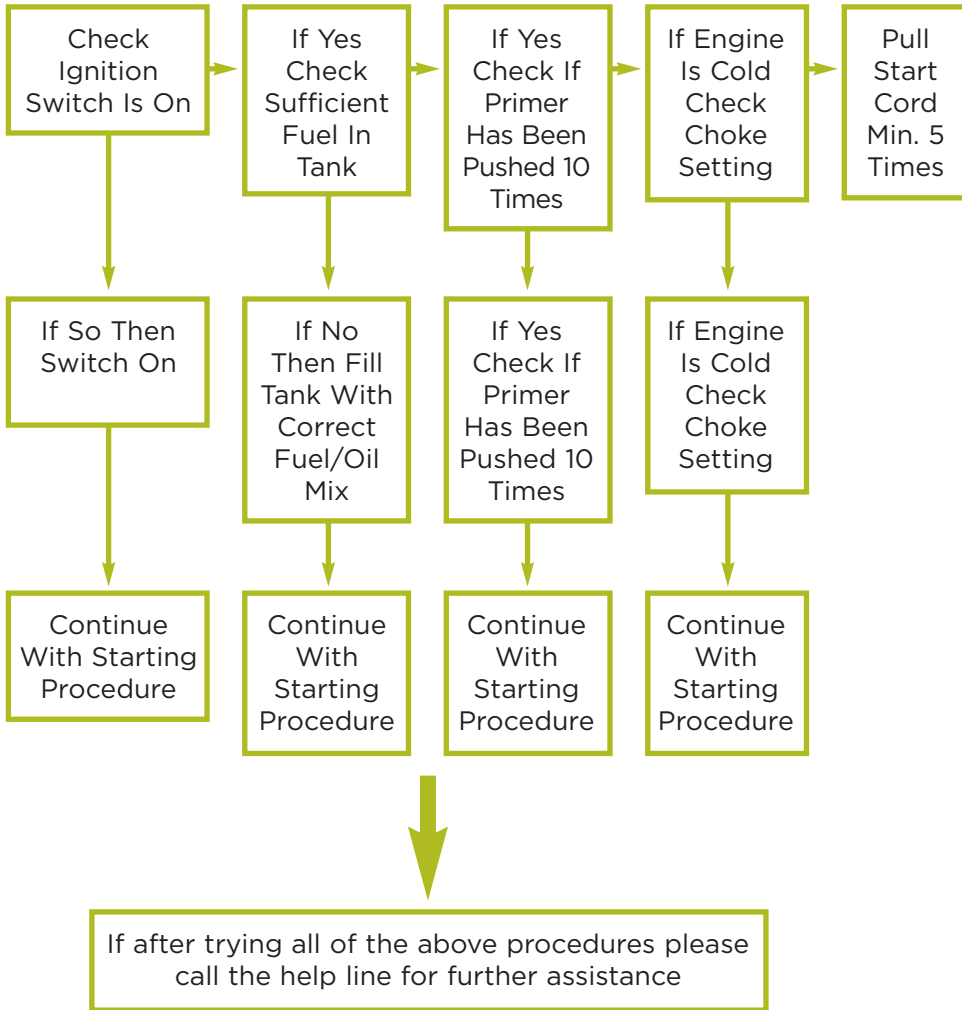 Check
Ignition
Switch Is On
If Yes
Check
Sufficient
Fuel In
Tank
If Yes
Check If
Primer
Has Been
Pushed 10
Times
If Engine
Is Cold
Check
Choke
Setting
Pull
Start
Cord
Min. 5
Times
If So Then
Switch On
If No
Then Fill
Tank With
Correct
Fuel/Oil
Mix
If Yes
Check If
Primer
Has Been
Pushed 10
Times
If Engine
Is Cold
Check
Choke
Setting
Continue
With Starting
Procedure
Continue
With
Starting
Procedure
Continue
With
Starting
Procedure
Continue
With
Starting
Procedure
If after trying all of the above procedures please
call the help line for further assistance